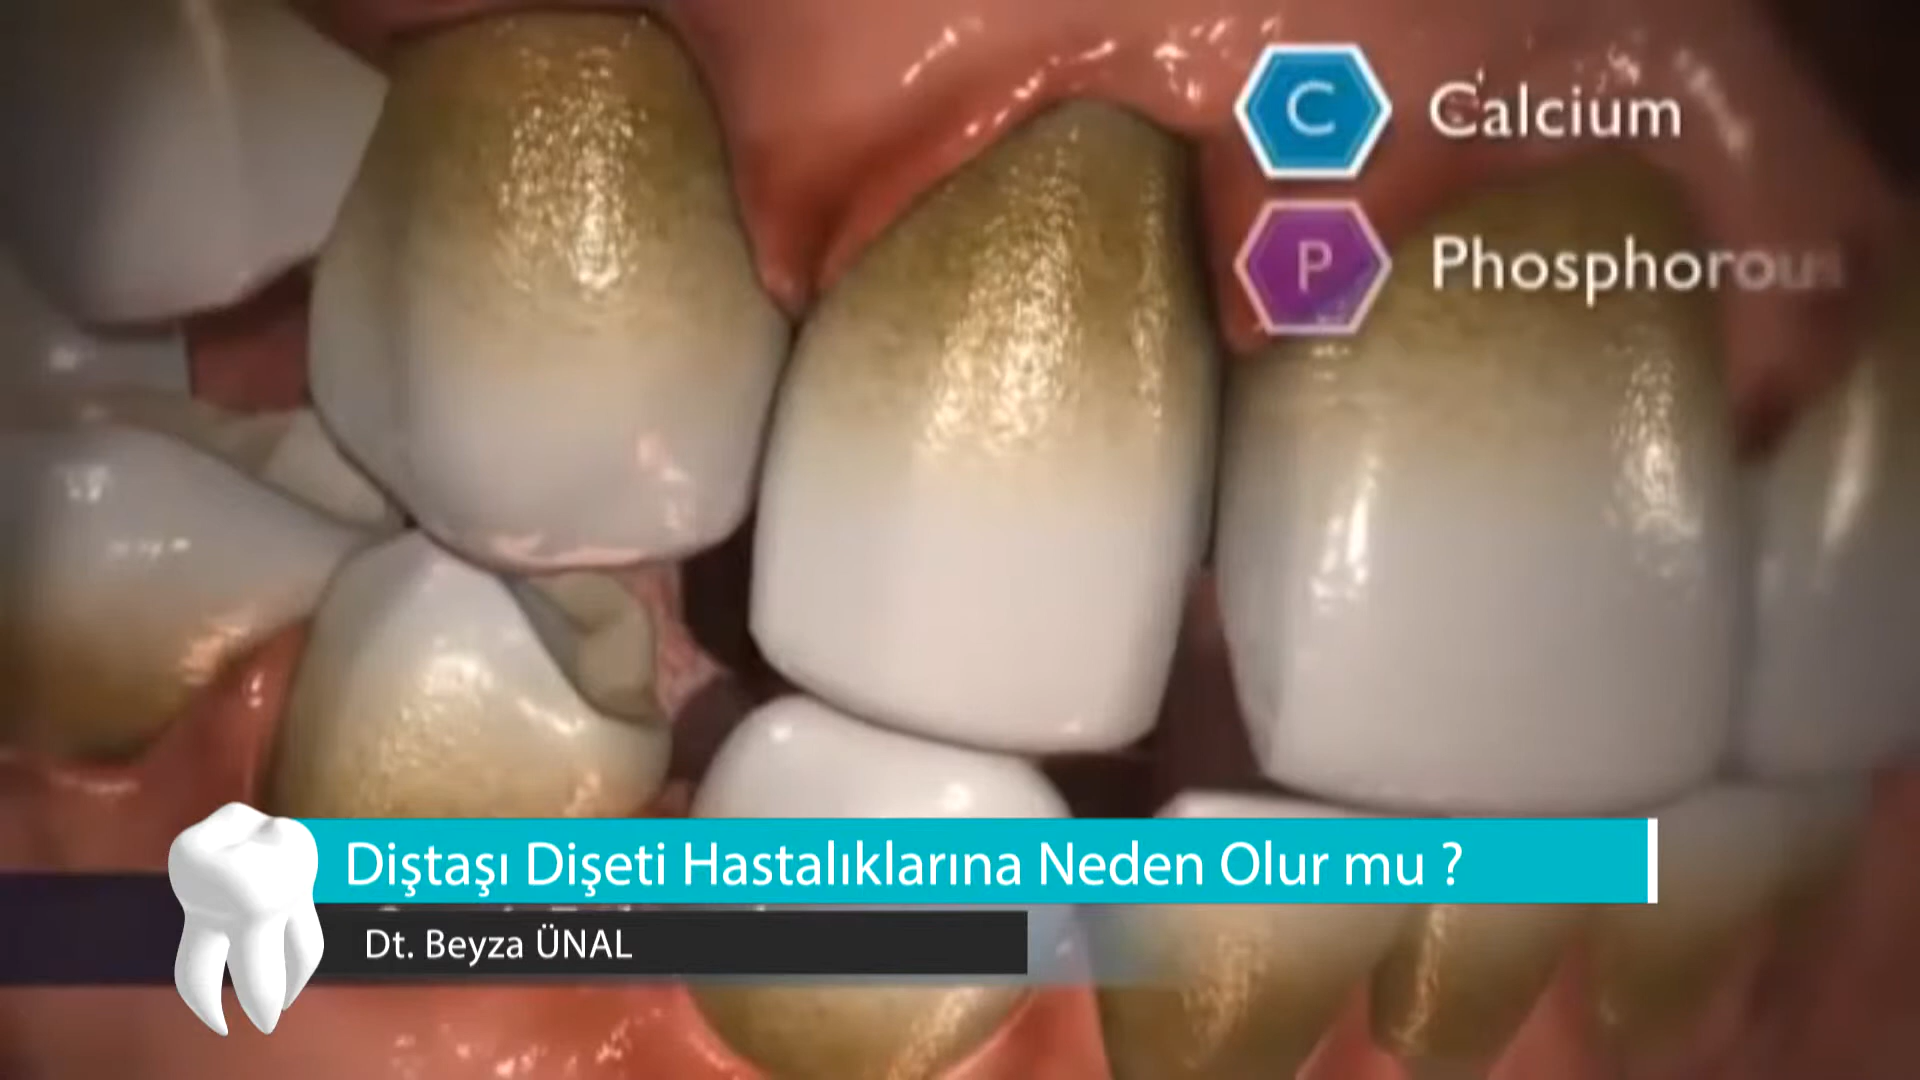 C Calcium
P Phosphorous
Diştaşı Dişeti Hastalıklarına Neden Olur mu ?
Dt. Beyza ÜNAL